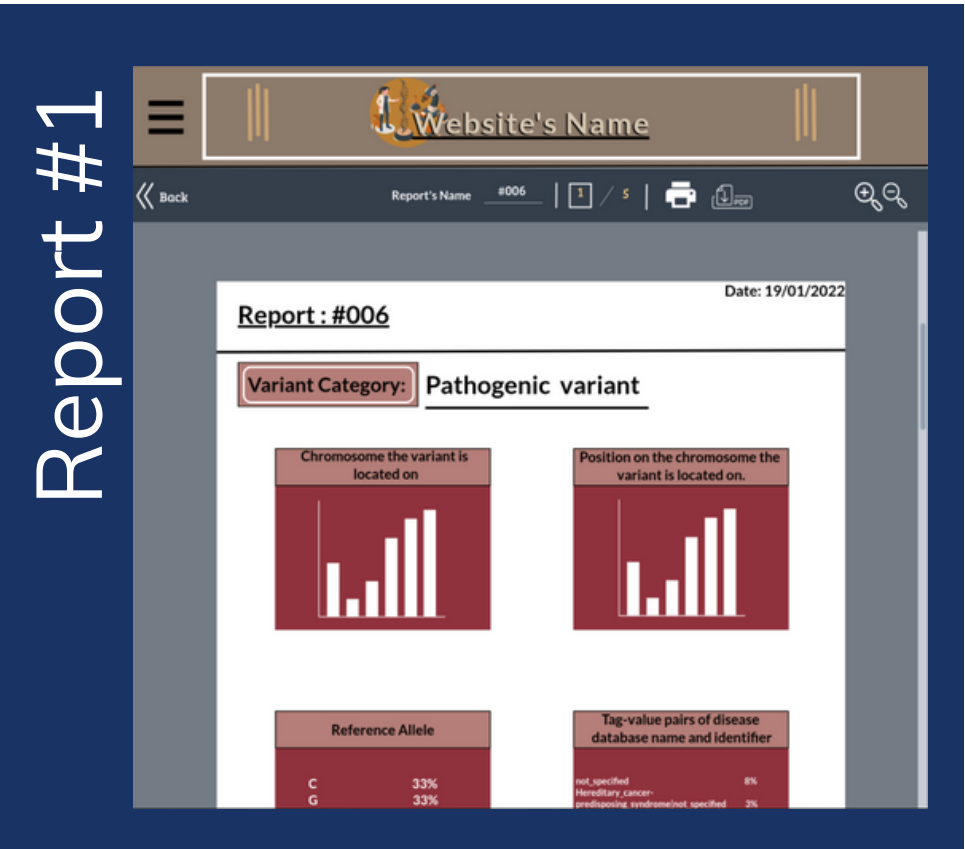 Report #1
Website's Name
Back
Report's Name #006 1 / 5
PDF
Date: 19/01/2022
Report : #006
Variant Category: Pathogenic variant
Chromosome the variant is
located on
Position on the chromosome the
variant is located on.
Reference Allele
C 33%
G 33%
Tag-value pairs of disease
database name and identifier
not_specified 8%
Hereditary_cancer-
predisposing_syndrome|not_specified 3%